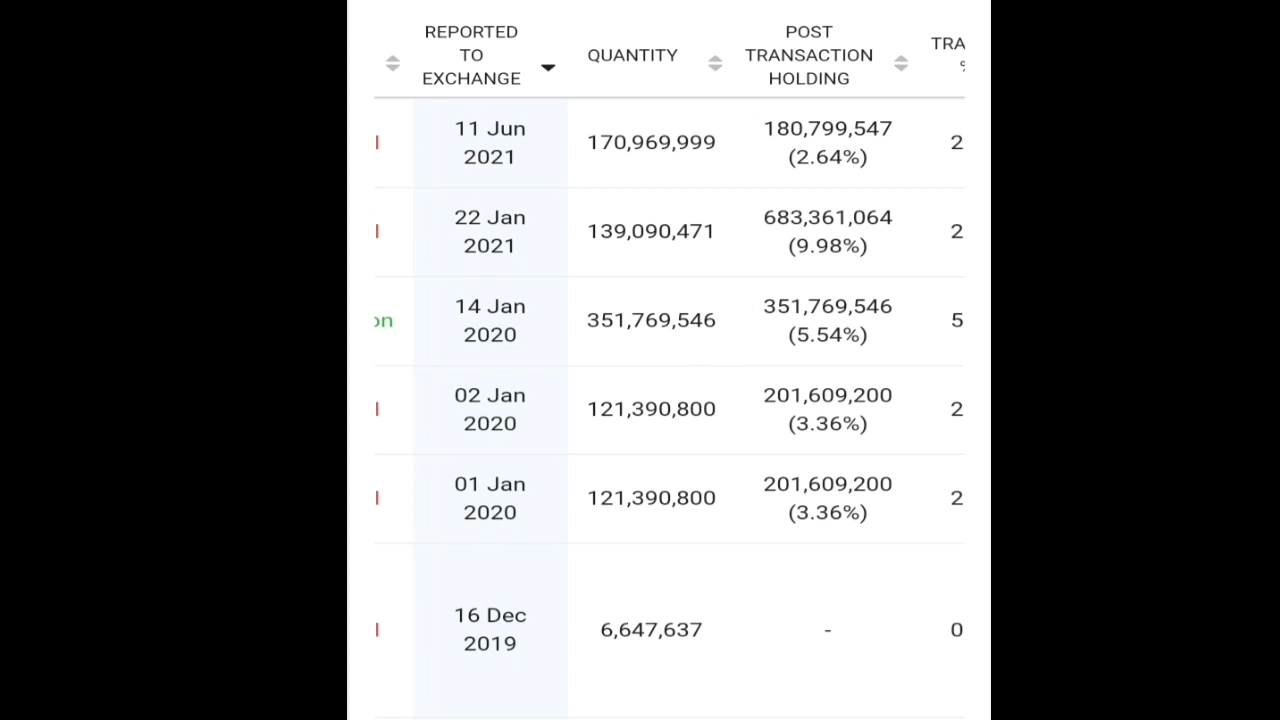 REPORTED
TO
EXCHANGE
QUANTITY
POST
TRANSACTION
HOLDING
TRA
%
l
11 Jun
2021
170,969,999
180,799,547
(2.64%)
2
l
22 Jan
2021
139,090,471
683,361,064
(9.98%)
2
on
14 Jan
2020
351,769,546
351,769,546
(5.54%)
5
l
02 Jan
2020
121,390,800
201,609,200
(3.36%)
2
l
01 Jan
2020
121,390,800
201,609,200
(3.36%)
2
l
16 Dec
2019
6,647,637
-
0